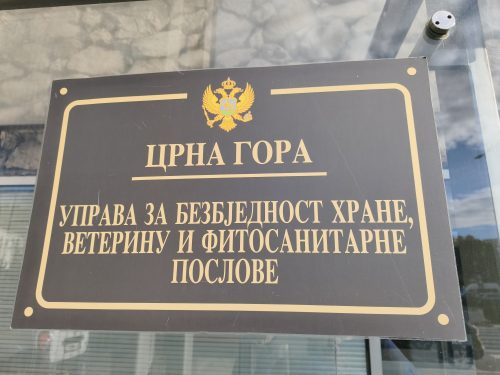 ЦРНА ГОРА
УПРАВА ЗА БЕЗБЈЕДНОСТ ХРАНЕ,
ВЕТЕРИНУ И ФИТОСАНИТАРНЕ
ПОСЛОВЕ